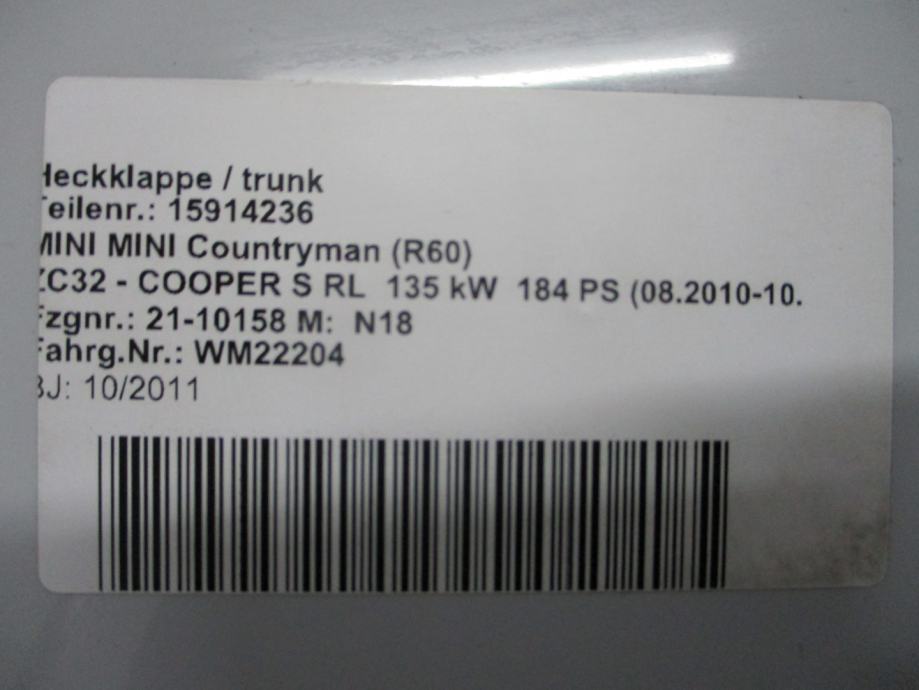 Heckklappe / trunk
Teilenr.: 15914236
MINI MINI Countryman (R60)
ZC32 - COOPER S RL 135 kW 184 PS (08.2010-10.
Fzgnr.: 21-10158 M: N18
Fahrg.Nr.: WM22204
BJ: 10/2011